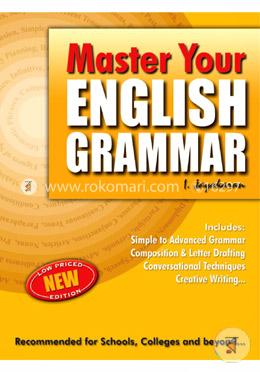 Master Your
ENGLISH
GRAMMAR
www.rokomari.com
Includes:
Simple to Advanced Grammar
Composition & Letter Drafting
Conversational Techniques
Creative Writing...
LOW PRICED
NEW
EDITION
Recommended for Schools, Colleges and beyond